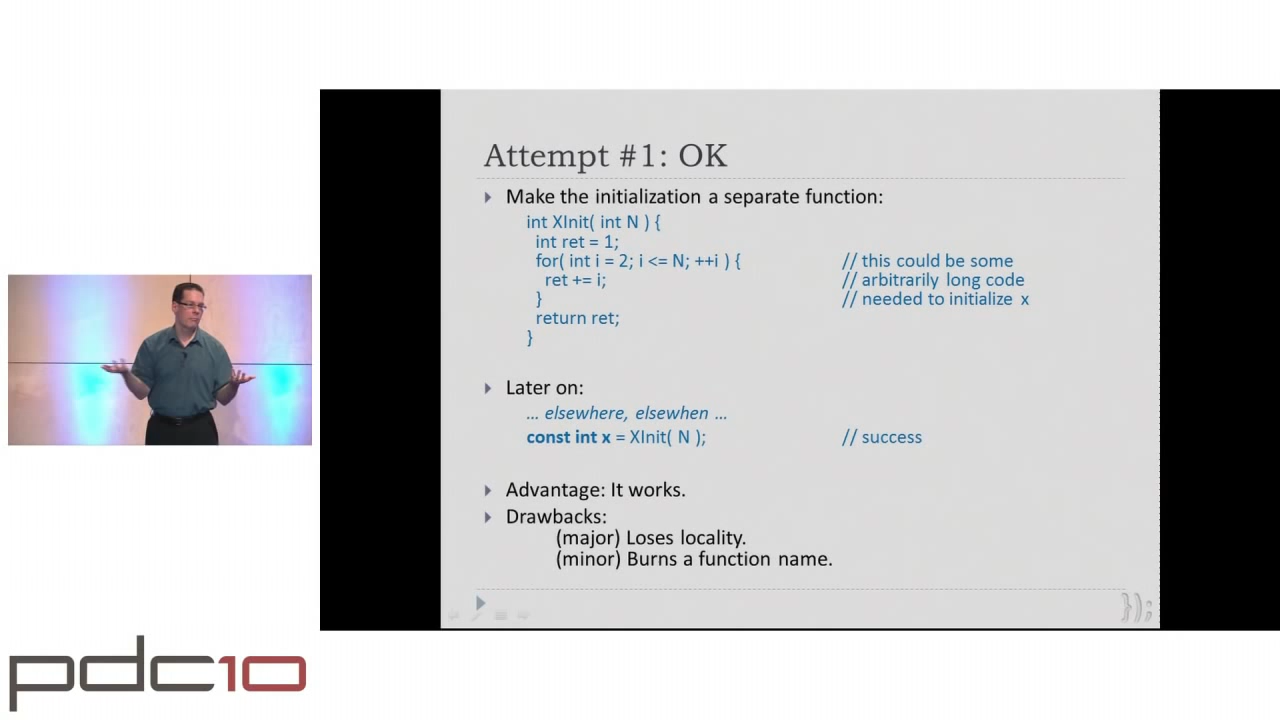 Attempt #1: OK
Make the initialization a separate function:
int XInit( int N ) {
int ret = 1;
for( int i = 2; i <= N; ++i ) { // this could be some
ret += i; // arbitrarily long code
} // needed to initialize x
return ret;
}
Later on:
... elsewhere, elsewhen ...
const int x = XInit( N ); // success
Advantage: It works.
Drawbacks:
(major) Loses locality.
(minor) Burns a function name.
});
pdc10